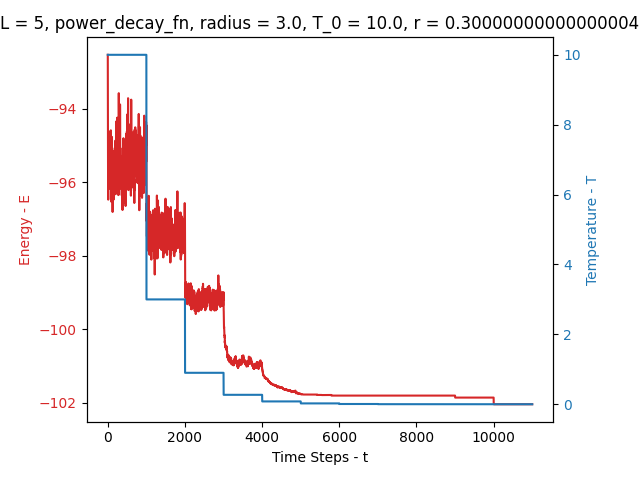 L = 5, power_decay_fn, radius = 3.0, T_0 = 10.0, r = 0.30000000000000004
−94
−96
−98
−100
−102
Energy - E
10
8
6
4
2
0
Temperature - T
0 2000 4000 6000 8000 10000
Time Steps - t